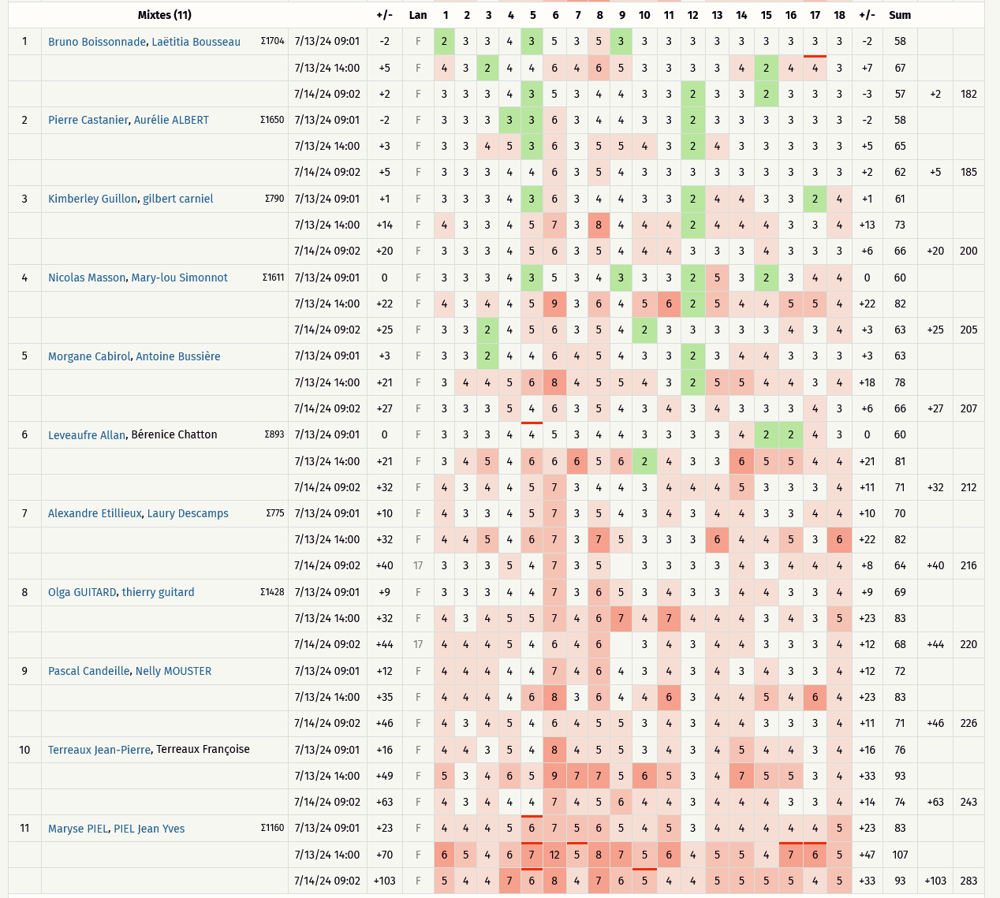 Mixtes (11) +/- Lan 1 2 3 4 5 6 7 8 9 10 11 12 13 14 15 16 17 18 +/- Sum
1 Bruno Boissonnade, Laëtitia Bousseau Σ1704 7/13/24 09:01 -2 F 2 3 3 4 3 5 3 5 3 3 3 3 3 3 3 3 3 3 -2 58
7/13/24 14:00 +5 F 4 3 2 4 4 6 4 6 5 3 3 3 3 4 2 4 4 3 +7 67
7/14/24 09:02 +2 F 3 3 3 4 3 5 3 4 4 3 3 2 3 3 2 3 3 3 -3 57 +2 182
2 Pierre Castanier, Aurélie ALBERT Σ1650 7/13/24 09:01 -2 F 3 3 3 3 3 6 3 4 4 3 3 2 3 3 3 3 3 3 -2 58
7/13/24 14:00 +3 F 3 3 4 5 3 6 3 5 5 4 3 2 4 3 3 3 3 3 +5 65
7/14/24 09:02 +5 F 3 3 3 4 4 6 3 5 4 3 3 3 3 3 3 3 3 3 +2 62 +5 185
3 Kimberley Guillon, gilbert carniel Σ790 7/13/24 09:01 +1 F 3 3 3 4 3 6 3 4 4 3 3 2 4 4 3 3 2 4 +1 61
7/13/24 14:00 +14 F 4 3 3 4 5 7 3 8 4 4 4 2 4 4 4 3 3 4 +13 73
7/14/24 09:02 +20 F 3 3 3 4 5 6 3 5 4 4 4 3 3 3 4 3 3 3 +6 66 +20 200
4 Nicolas Masson, Mary-lou Simonnot Σ1611 7/13/24 09:01 0 F 3 3 3 4 3 5 3 4 3 3 3 2 5 3 2 3 4 4 0 60
7/13/24 14:00 +22 F 4 3 4 4 5 9 3 6 4 5 6 2 5 4 4 5 5 4 +22 82
7/14/24 09:02 +25 F 3 3 2 4 5 6 3 5 4 2 3 3 3 3 3 4 3 4 +3 63 +25 205
5 Morgane Cabirol, Antoine Bussière 7/13/24 09:01 +3 F 3 3 2 4 4 6 4 5 4 3 3 2 3 4 4 3 3 3 +3 63
7/13/24 14:00 +21 F 3 4 4 5 6 8 4 5 5 4 3 2 5 5 4 4 3 4 +18 78
7/14/24 09:02 +27 F 3 3 3 5 4 6 3 5 4 3 4 3 4 3 3 3 4 3 +6 66 +27 207
6 Leveaufre Allan, Bérenice Chatton Σ893 7/13/24 09:01 0 F 3 3 3 4 4 5 3 4 4 3 3 3 3 4 2 2 4 3 0 60
7/13/24 14:00 +21 F 3 4 5 4 6 6 6 5 6 2 4 3 3 6 5 5 4 4 +21 81
7/14/24 09:02 +32 F 4 3 4 4 5 7 3 4 4 3 4 4 4 5 3 3 3 4 +11 71 +32 212
7 Alexandre Etillieux, Laury Descamps Σ775 7/13/24 09:01 +10 F 4 3 3 4 5 7 3 5 4 3 4 3 4 4 3 3 4 4 +10 70
7/13/24 14:00 +32 F 4 4 5 4 6 7 3 7 5 3 3 3 6 4 4 5 3 6 +22 82
7/14/24 09:02 +40 17 3 3 3 5 4 7 3 5 3 3 3 3 4 3 4 4 4 +8 64 +40 216
8 Olga GUITARD, thierry guitard Σ1428 7/13/24 09:01 +9 F 3 3 3 4 4 7 3 6 5 3 4 3 3 4 4 3 3 4 +9 69
7/13/24 14:00 +32 F 4 3 4 5 5 7 4 6 7 4 7 4 4 4 3 4 3 5 +23 83
7/14/24 09:02 +44 17 4 4 4 5 4 6 4 6 3 4 3 4 4 3 3 3 4 +12 68 +44 220
9 Pascal Candeille, Nelly MOUSTER 7/13/24 09:01 +12 F 4 4 4 4 4 7 4 6 4 3 4 3 4 3 4 3 3 4 +12 72
7/13/24 14:00 +35 F 4 4 4 4 6 8 3 6 4 4 6 3 4 4 5 4 6 4 +23 83
7/14/24 09:02 +46 F 4 3 4 5 4 6 4 5 5 3 4 3 4 4 3 3 3 4 +11 71 +46 226
10 Terreaux Jean-Pierre, Terreaux Françoise 7/13/24 09:01 +16 F 4 4 3 5 4 8 4 5 5 3 4 3 4 5 4 4 3 4 +16 76
7/13/24 14:00 +49 F 5 3 4 6 5 9 7 7 5 6 5 3 4 7 5 5 3 4 +33 93
7/14/24 09:02 +63 F 4 3 4 4 4 7 4 5 6 4 4 3 4 4 4 3 3 4 +14 74 +63 243
11 Maryse PIEL, PIEL Jean Yves Σ1160 7/13/24 09:01 +23 F 4 4 4 5 6 7 5 6 5 4 5 3 4 4 4 4 4 5 +23 83
7/13/24 14:00 +70 F 6 5 4 6 7 12 5 8 7 5 6 4 5 5 4 7 6 5 +47 107
7/14/24 09:02 +103 F 5 4 4 7 6 8 4 7 6 5 4 4 5 5 5 5 4 5 +33 93 +103 283